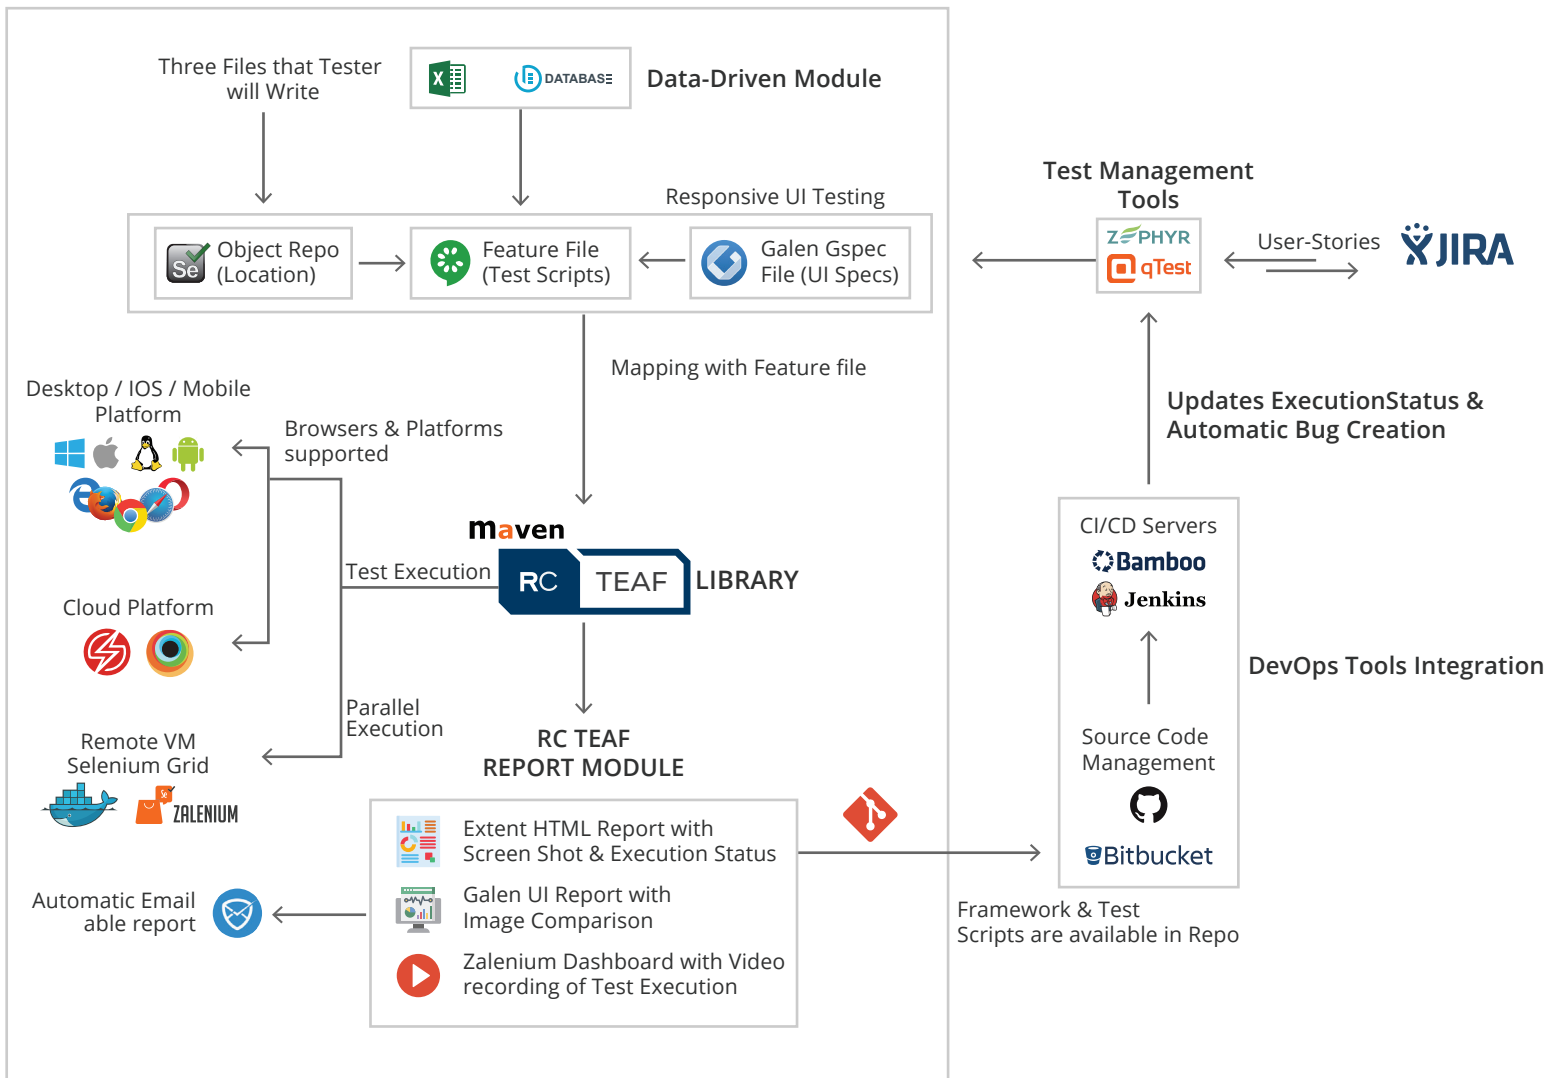 Three Files that Tester
will Write
DATABASE
Data-Driven Module
Responsive UI Testing
Se
Object Repo
(Location)
Feature File
(Test Scripts)
Galen Gspec
File (UI Specs)
Test Management
Tools
ZEPHYR
qTest
User-Stories
JIRA
Mapping with Feature file
Desktop / IOS / Mobile
Platform
Browsers & Platforms
supported
Updates ExecutionStatus &
Automatic Bug Creation
maven
RC TEAF
LIBRARY
Test Execution
Cloud Platform
Parallel
Execution
Remote VM
Selenium Grid
Se
ZALENIUM
CI/CD Servers
Bamboo
Jenkins
DevOps Tools Integration
Source Code
Management
Bitbucket
RC TEAF
REPORT MODULE
Extent HTML Report with
Screen Shot & Execution Status
Galen UI Report with
Image Comparison
Zalenium Dashboard with Video
recording of Test Execution
Automatic Email
able report
Framework & Test
Scripts are available in Repo